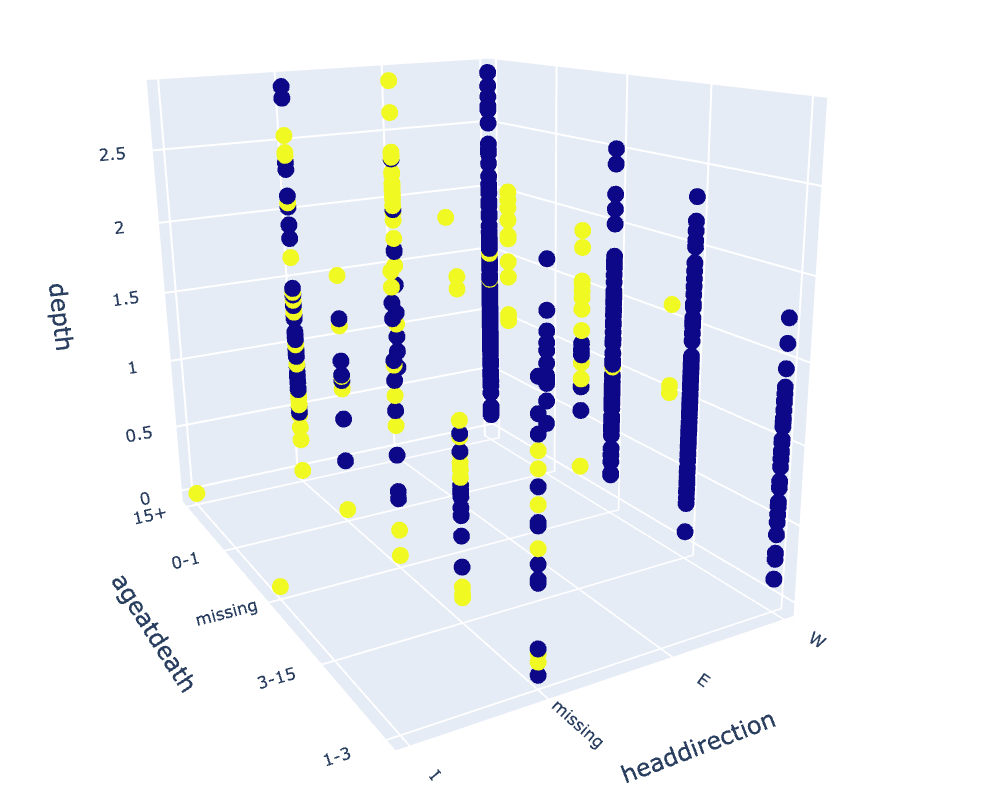 2.5
2
1.5
1
0.5
0
depth
15+
0-1
missing
3-15
1-3
ageatdeath
I
missing
E
W
headdirection